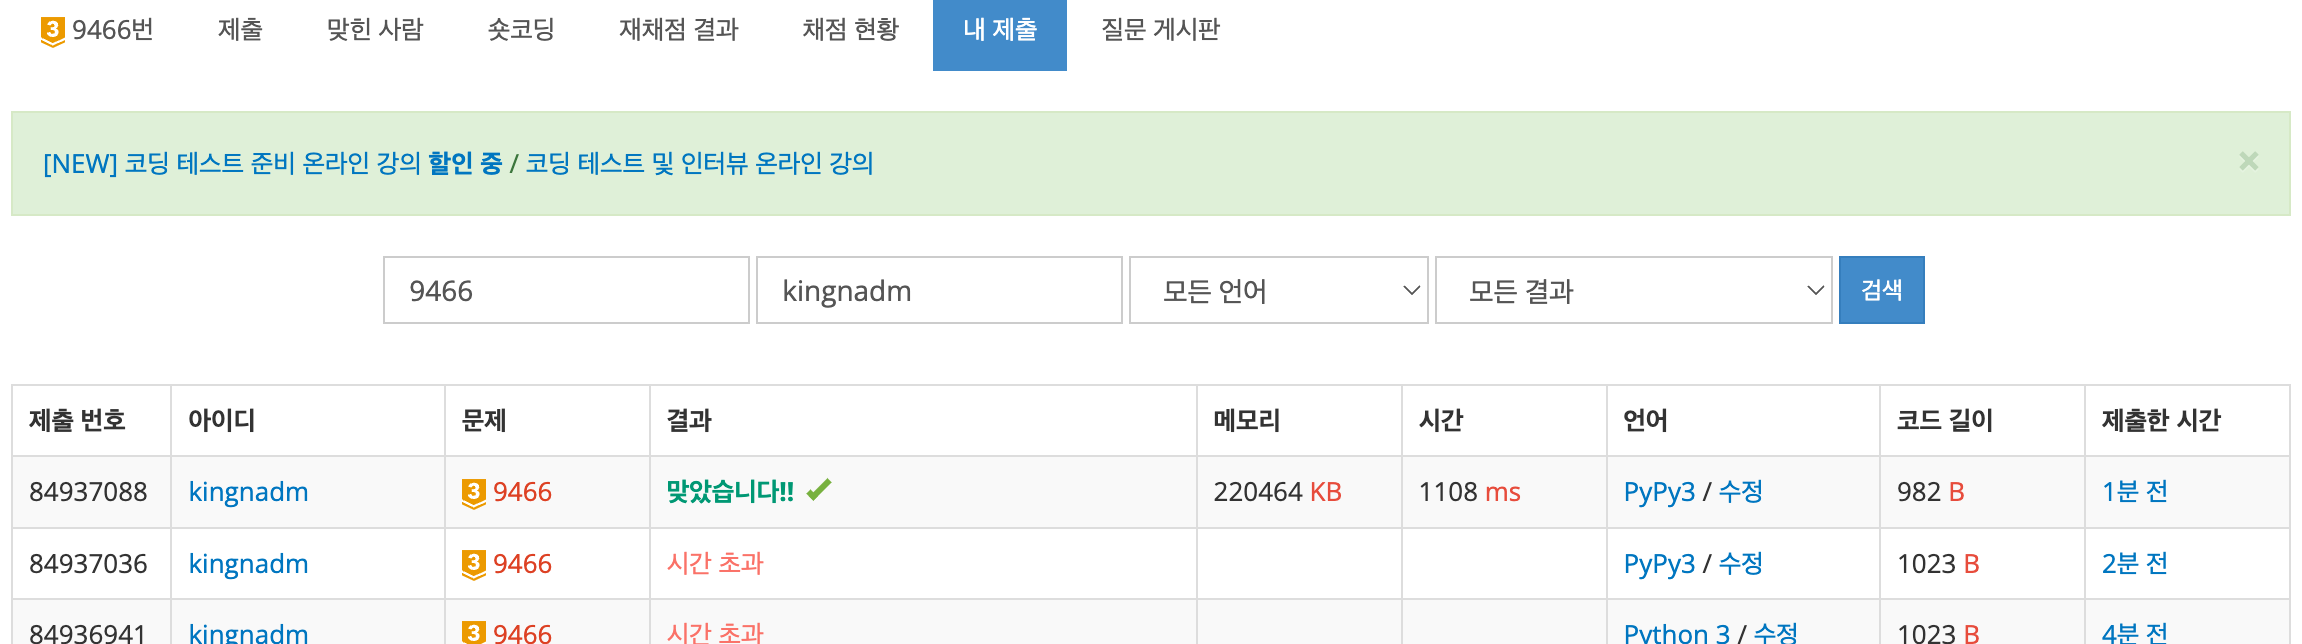 3 9466번 제출 맞힌 사람 숏코딩 재채점 결과 채점 현황 내 제출 질문 게시판
[NEW] 코딩 테스트 준비 온라인 강의 할인 중 / 코딩 테스트 및 인터뷰 온라인 강의 ×
9466 kingnadm 모든 언어 모든 결과 검색
제출 번호 아이디 문제 결과 메모리 시간 언어 코드 길이 제출한 시간
84937088 kingnadm 3 9466 맞았습니다!! 220464 KB 1108 ms PyPy3 / 수정 982 B 1분 전
84937036 kingnadm 3 9466 시간 초과 PyPy3 / 수정 1023 B 2분 전
84936941 kingnadm 3 9466 시간 초과 Python 3 / 수정 1023 B 4분 전